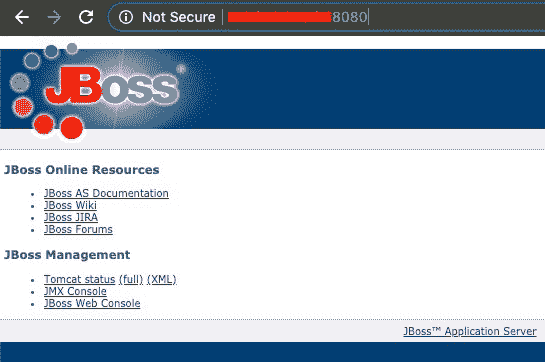 Not Secure | 8080
JBoss®
JBoss Online Resources
JBoss AS Documentation
JBoss Wiki
JBoss JIRA
JBoss Forums
JBoss Management
Tomcat status (full) (XML)
JMX Console
JBoss Web Console
JBoss™ Application Server